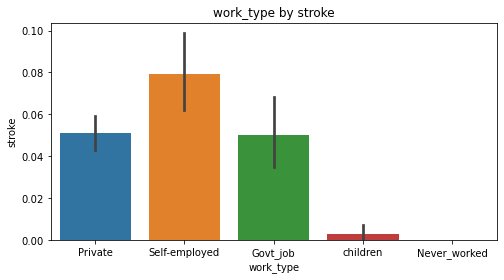 work_type by stroke
stroke
0.10
0.08
0.06
0.04
0.02
0.00
Private Self-employed Govt_job children Never_worked
work_type